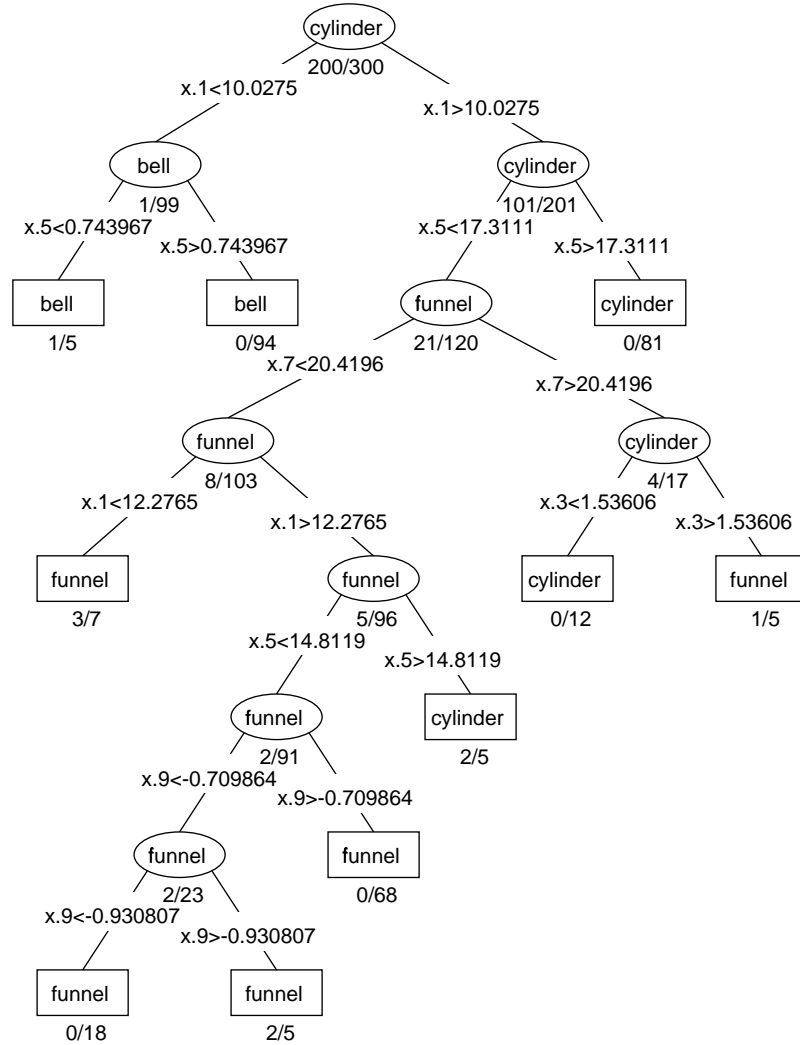 cylinder
200/300
x.1<10.0275
x.1>10.0275
bell
cylinder
1/99
101/201
x.5<0.743967
x.5>0.743967
x.5<17.3111
x.5>17.3111
bell
bell
funnel
cylinder
1/5
0/94
21/120
0/81
x.7<20.4196
x.7>20.4196
funnel
cylinder
8/103
4/17
x.1<12.2765
x.1>12.2765
x.3<1.53606
x.3>1.53606
funnel
funnel
cylinder
funnel
3/7
5/96
0/12
1/5
x.5<14.8119
x.5>14.8119
funnel
cylinder
2/91
2/5
x.9<-0.709864
x.9>-0.709864
funnel
funnel
2/23
0/68
x.9<-0.930807
x.9>-0.930807
funnel
funnel
0/18
2/5